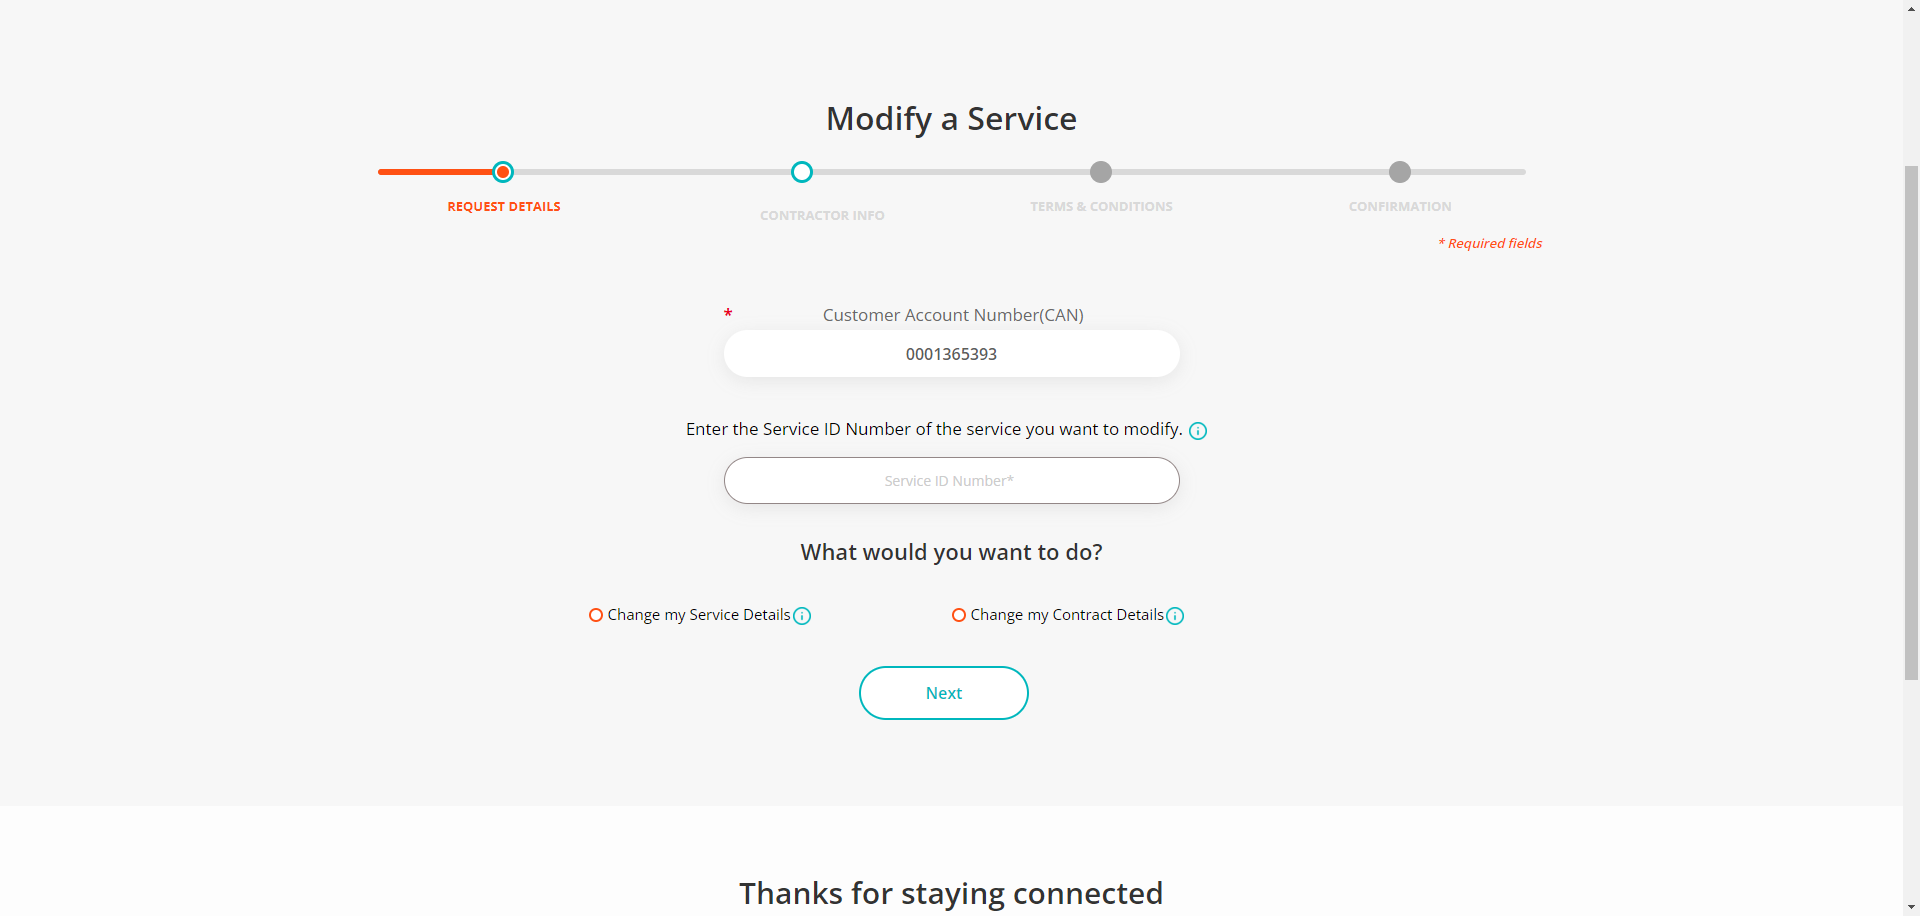 Modify a Service
REQUEST DETAILS
CONTRACTOR INFO
TERMS & CONDITIONS
CONFIRMATION
* Required fields
* Customer Account Number(CAN)
0001365393
Enter the Service ID Number of the service you want to modify.
Service ID Number*
What would you want to do?
Change my Service Details
Change my Contract Details
Next
Thanks for staying connected